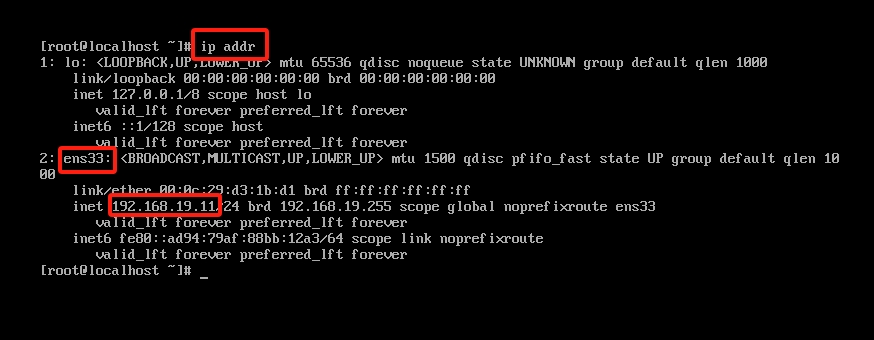 [root@localhost ~]# ip addr
1: lo: <LOOPBACK,UP,LOWER_UP> mtu 65536 qdisc noqueue state UNKNOWN group default qlen 1000
link/loopback 00:00:00:00:00:00 brd 00:00:00:00:00:00
inet 127.0.0.1/8 scope host lo
valid_lft forever preferred_lft forever
inet6 ::1/128 scope host
valid_lft forever preferred_lft forever
2: ens33: <BROADCAST,MULTICAST,UP,LOWER_UP> mtu 1500 qdisc pfifo_fast state UP group default qlen 10
00
link/ether 00:0c:29:d3:1b:d1 brd ff:ff:ff:ff:ff:ff
inet 192.168.19.11/24 brd 192.168.19.255 scope global noprefixroute ens33
valid_lft forever preferred_lft forever
inet6 fe80::ad94:79af:88bb:12a3/64 scope link noprefixroute
valid_lft forever preferred_lft forever
[root@localhost ~]# _